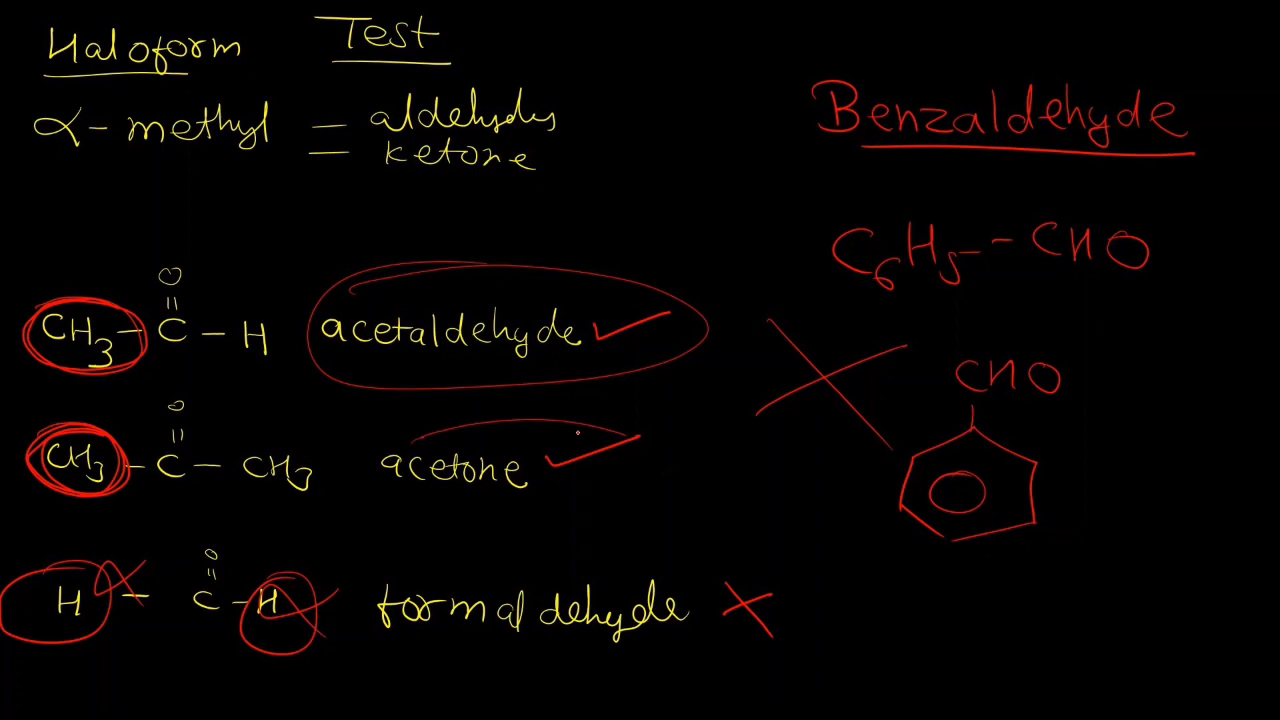 Haloform Test
α- methyl = aldehydes
ketone
Benzaldehyde
C6H5-- CHO
O
CH3 - C - H acetaldehyde
O
CH3 - C - CH3 acetone
O
H - C - H formaldehyde
CHO